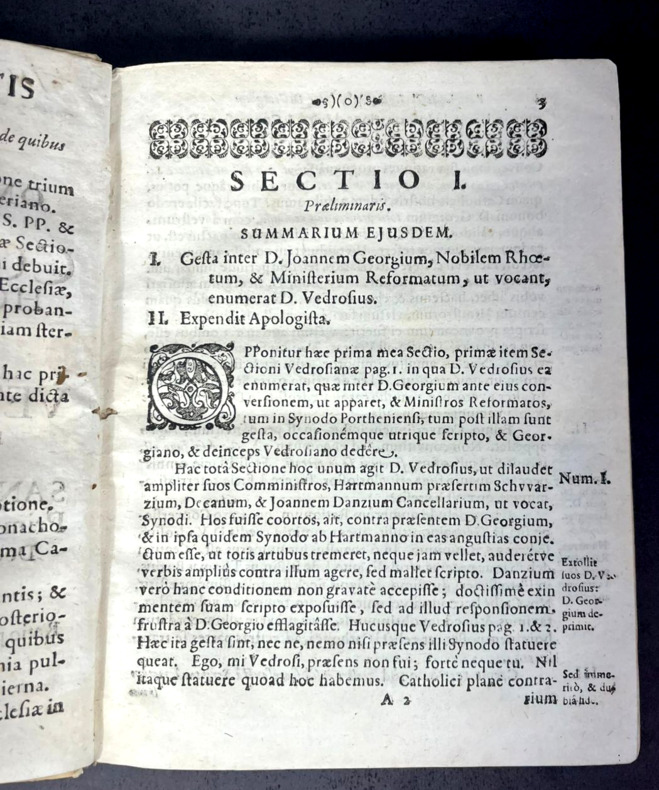 TIS
de quibus
one trium
eriano.
S. PP. &
æ Sectio-
i debuit,
Ecclesiæ,
proban-
iam ster-
hac
te dicta
ptione.
onacho-
ma Ca-
ntis; &
osterio-
quibus
nia pul-
ierna.
clesiæ in
3
SECTIO I.
Præliminaris.
SUMMARIUM EJUSDEM.
I. Gesta inter D. Joannem Georgium, Nobilem Rhœ-
tum, & Ministerium Reformatum, ut vocant,
enumerat D. Vedrosius.
II. Expendit Apologista.
OPPonitur hæc prima mea Sectio, primæ item Se-
ctioni Vedrosianæ pag. 1. in qua D. Vedrosius ea
enumerat, quæ inter D. Georgium ante ejus con-
versionem, ut apparet, & Ministros Reformatos,
tum in Synodo Portheniensi, tum post illam sunt
gesta, occasionémque utrique scripto, & Geor-
giano, & deinceps Vedrosiano dedére.
Hac totâ Sectione hoc unum agit D. Vedrosius, ut dilaudet
ampliter suos Comministros, Hartmannum præsertim Schvvar-
zium, Decanum, & Joannem Danzium Cancellarium, ut vocat,
Synodi. Hos fuisse coörtos, ait, contra præsentem D. Georgium,
& in ipsa quidem Synodo ab Hartmanno in eas angustias conje-
ctum esse, ut totis artubus tremeret, neque jam vellet, auderétve
verbis ampliùs contra illum agere, sed mallet scripto. Danzium
verò hanc conditionem non gravatè accepisse; doctissimè exin
mentem suam scripto exposuisse, sed ad illud responsionem
frustra à D. Georgio efflagitâsse. Hucusque Vedrosius pag. 1. & 2.
Hæc ita gesta sint, nec ne, nemo nisi præsens illi Synodo statuere
queat. Ego, mi Vedrosi, præsens non fui; fortè neque tu. Nil
itaque statuere quoad hoc habemus. Catholici planè contra-
A 2 rium
Num. I.
Extollit
suos D. Ve-
drosius:
D. Geor-
gium de-
primit.
Sed imme-
ritò, &